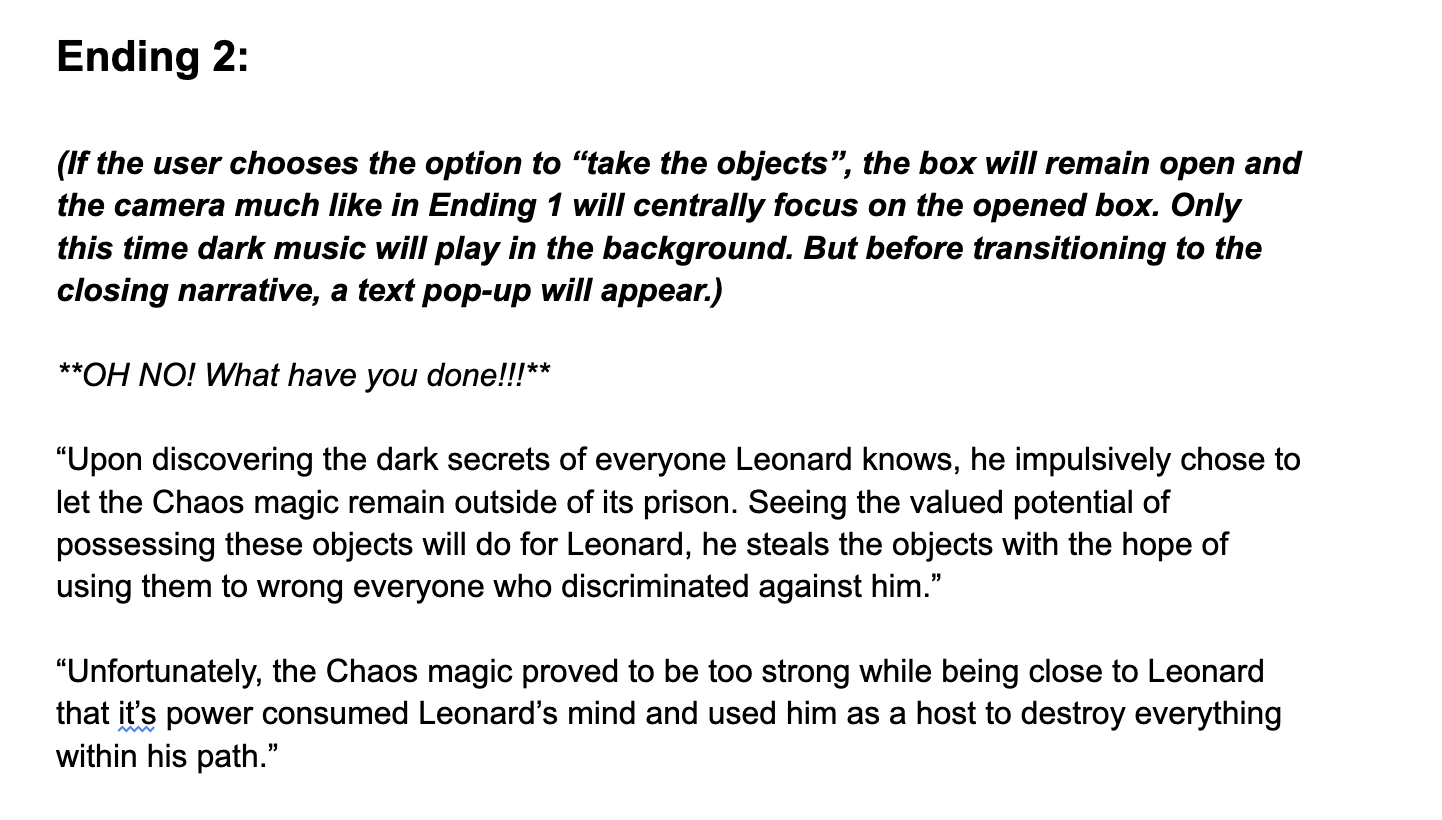 Ending 2:
(If the user chooses the option to “take the objects”, the box will remain open and
the camera much like in Ending 1 will centrally focus on the opened box. Only
this time dark music will play in the background. But before transitioning to the
closing narrative, a text pop-up will appear.)
**OH NO! What have you done!!!**
“Upon discovering the dark secrets of everyone Leonard knows, he impulsively chose to
let the Chaos magic remain outside of its prison. Seeing the valued potential of
possessing these objects will do for Leonard, he steals the objects with the hope of
using them to wrong everyone who discriminated against him.”
“Unfortunately, the Chaos magic proved to be too strong while being close to Leonard
that it’s power consumed Leonard’s mind and used him as a host to destroy everything
within his path.”